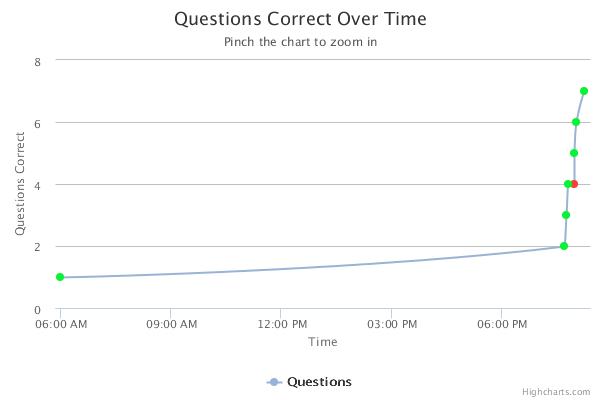 Questions Correct Over Time
Pinch the chart to zoom in
8
6
4
2
0
Questions Correct
06:00 AM 09:00 AM 12:00 PM 03:00 PM 06:00 PM
Time
Questions
Highcharts.com